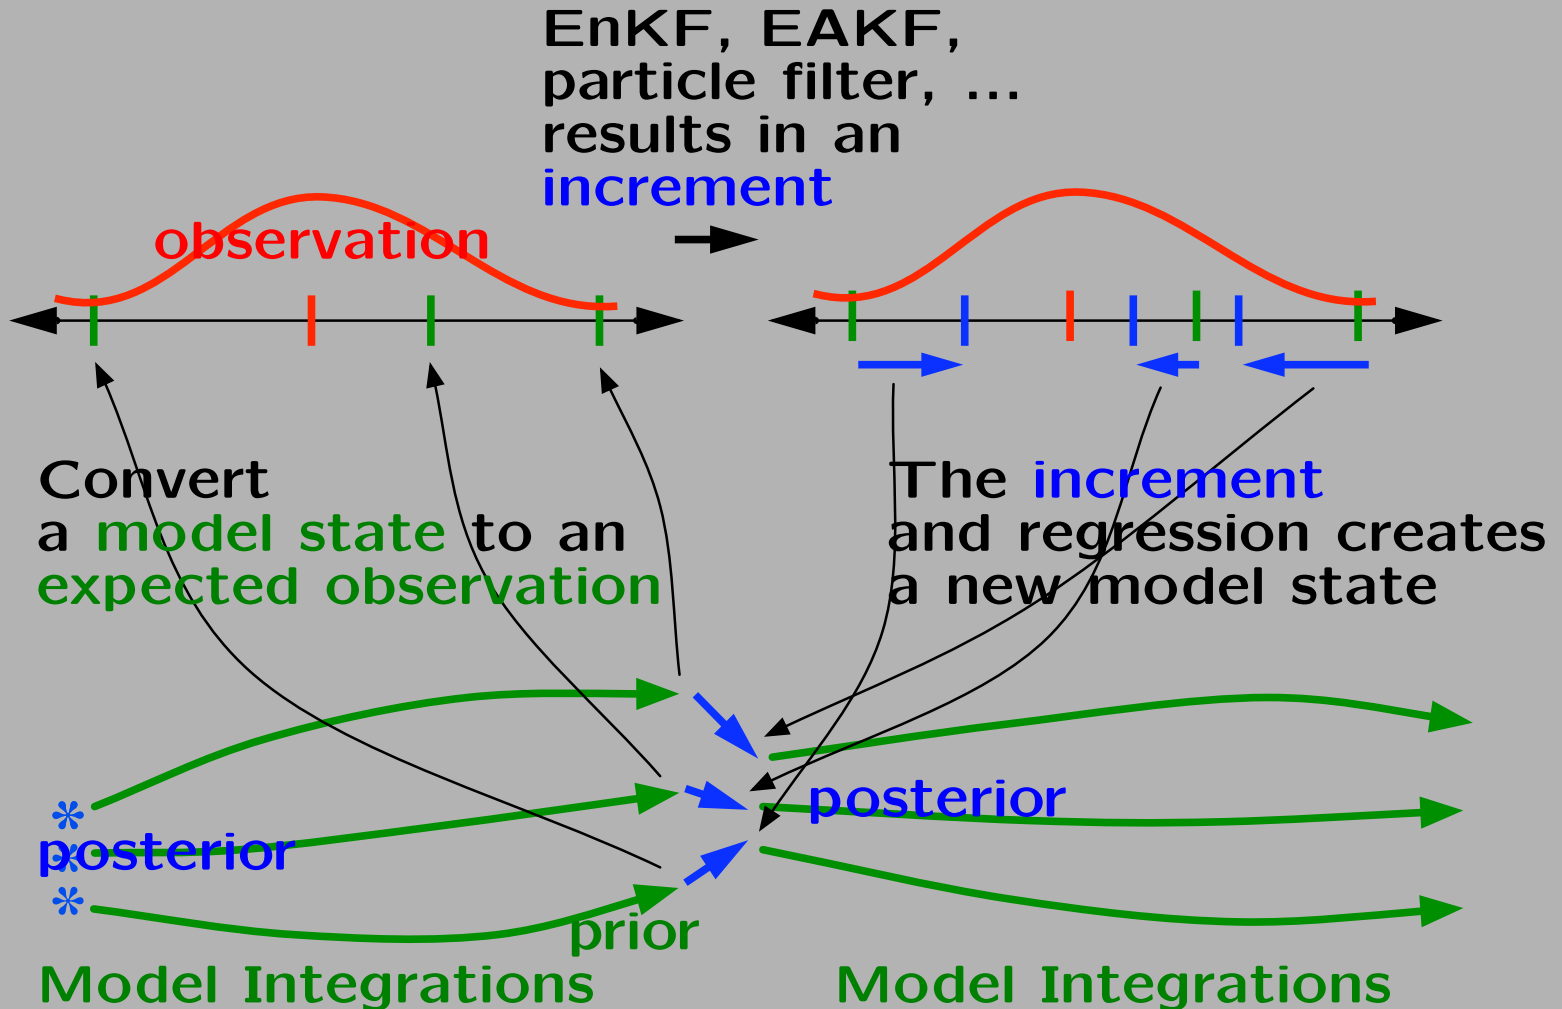 EnKF, EAKF,
particle filter, ...
results in an
increment
observation
Convert
a model state to an
expected observation
The increment
and regression creates
a new model state
posterior
posterior
prior
Model Integrations
Model Integrations